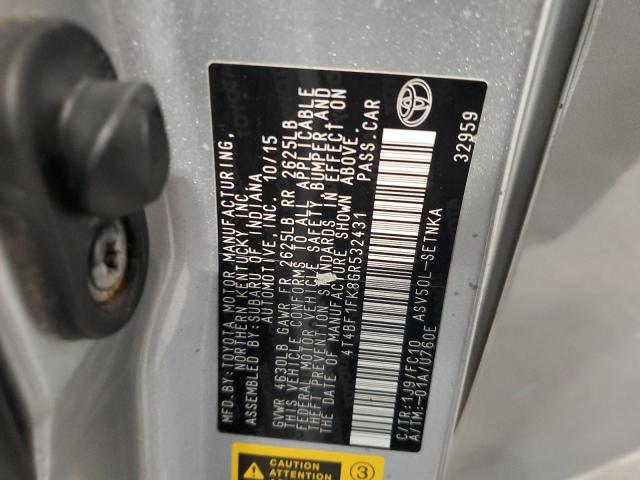 MFD.BY:TOYOTA MOTOR MANUFACTURING,
NORTHERN KENTUCKY, INC.
ASSEMBLED BY:SUBARU OF INDIANA
AUTOMOTIVE, INC. 10/15
GVWR 4630LB GAWR FR 2625LB RR 2625LB
THIS VEHICLE CONFORMS TO ALL APPLICABLE
FEDERAL MOTOR VEHICLE SAFETY, BUMPER AND
THEFT PREVENTION STANDARDS IN EFFECT ON
THE DATE OF MANUFACTURE SHOWN ABOVE.
4T4BF1FK8GR532431 PASS.CAR
C/TR:1J9/FC10 ASV50L-SETNKA
A/TM:-01A/U760E
32959
TOYOTA
CAUTION
ATTENTION
3